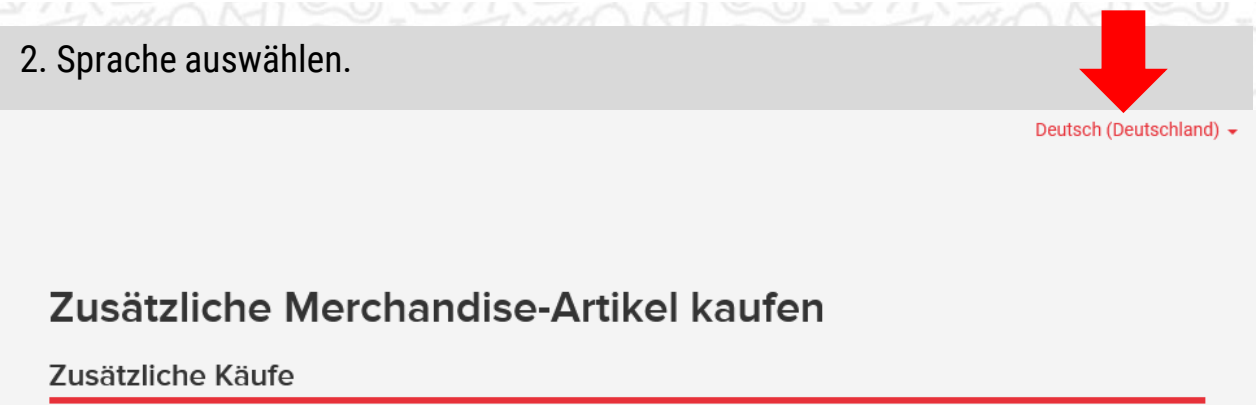 2. Sprache auswählen.
Deutsch (Deutschland)
Zusätzliche Merchandise-Artikel kaufen
Zusätzliche Käufe